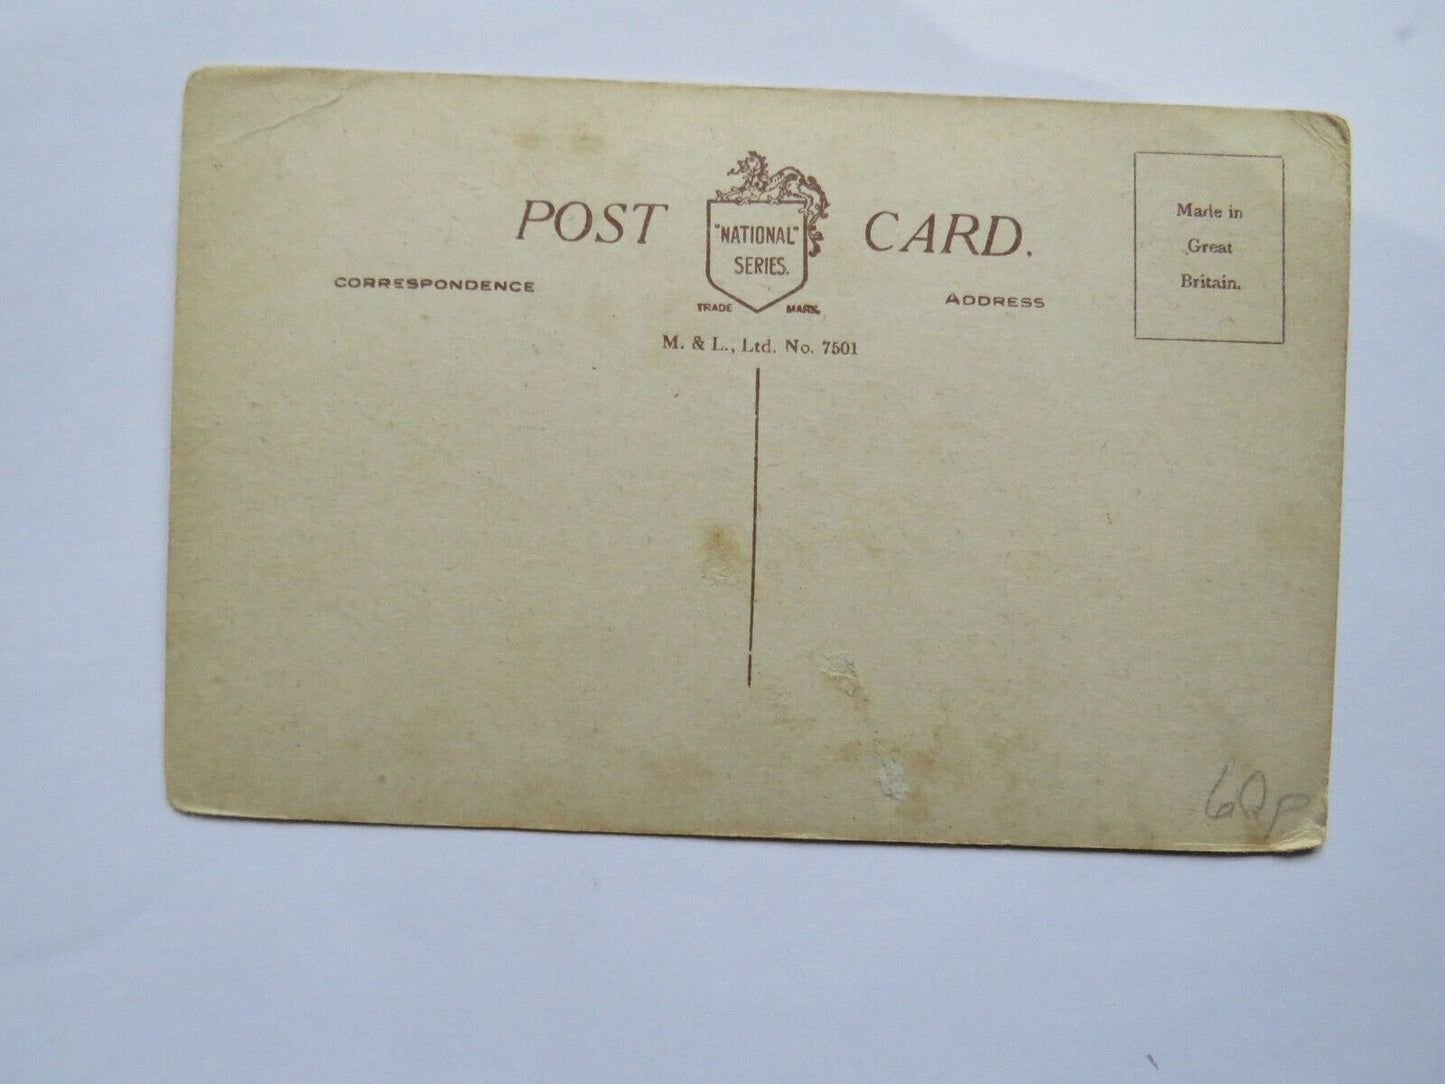 POST CARD.
"NATIONAL"
SERIES.
TRADE MARK.
CORRESPONDENCE
ADDRESS
M. & L., Ltd. No. 7501
Made in
Great
Britain.
60p